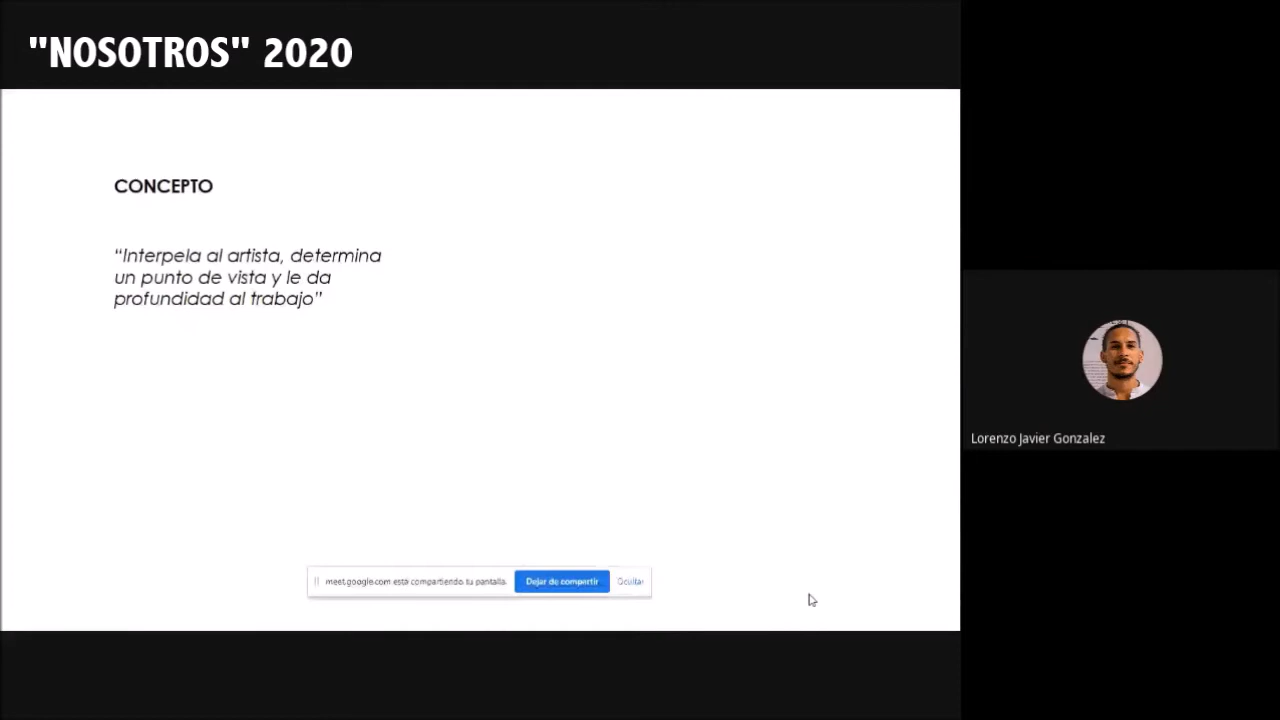 "NOSOTROS" 2020
CONCEPTO
“Interpela al artista, determina
un punto de vista y le da
profundidad al trabajo”
meet.google.com está compartiendo tu pantalla.
Dejar de compartir
Ocultar
Lorenzo Javier Gonzalez